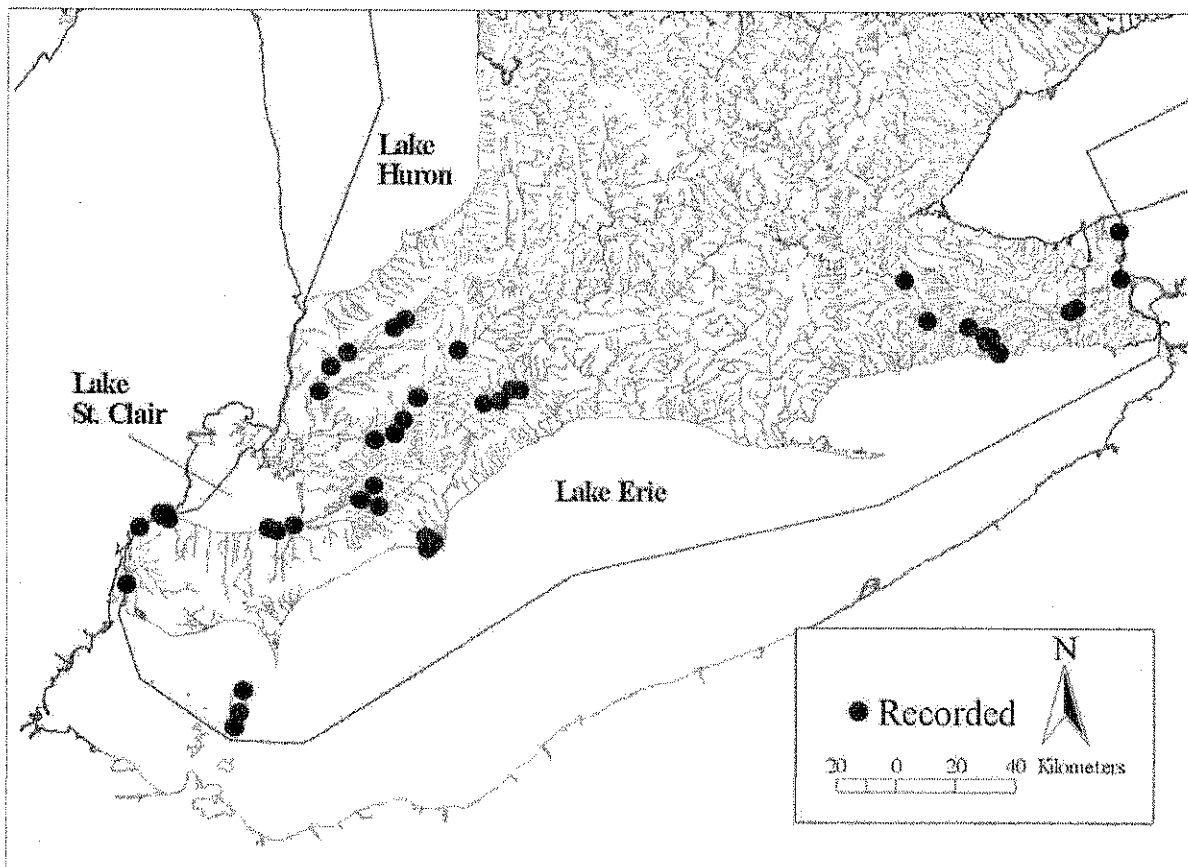 Lake
Huron
Lake
St. Clair
Lake Erie
N
Recorded
20 0 20 40 Kilometers